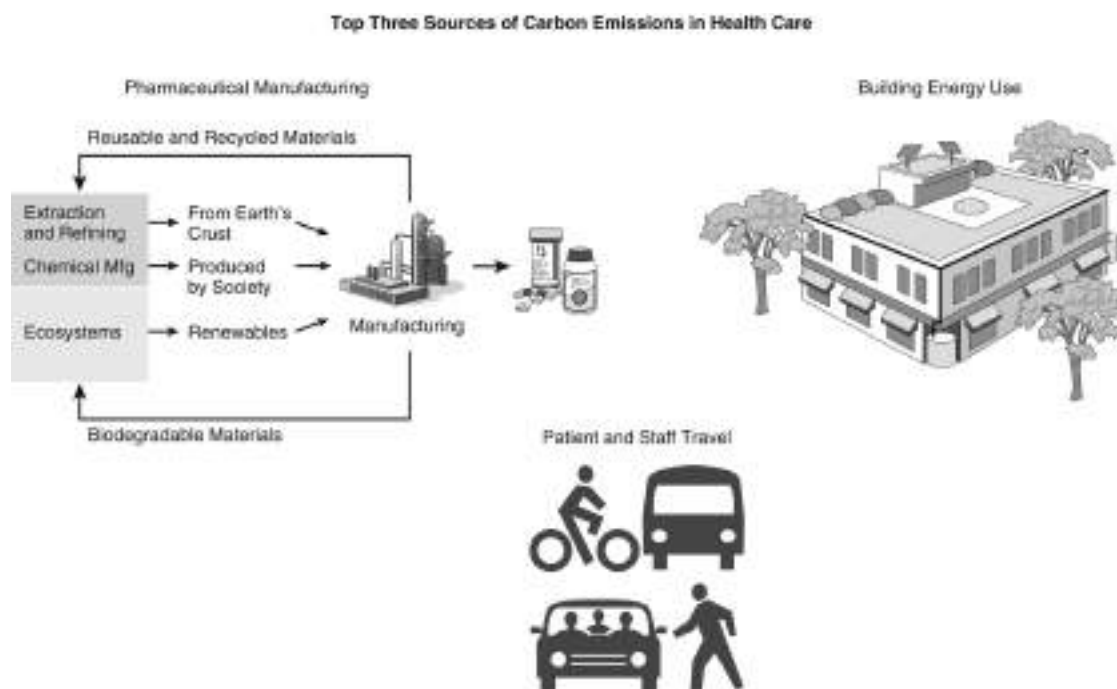 Top Three Sources of Carbon Emissions in Health Care
Pharmaceutical Manufacturing
Building Energy Use
Reusable and Recycled Materials
Extraction
and Refining
From Earth's
Crust
Chemical Mfg
Produced
by Society
Ecosystems
Renewables
Manufacturing
Biodegradable Materials
Patient and Staff Travel